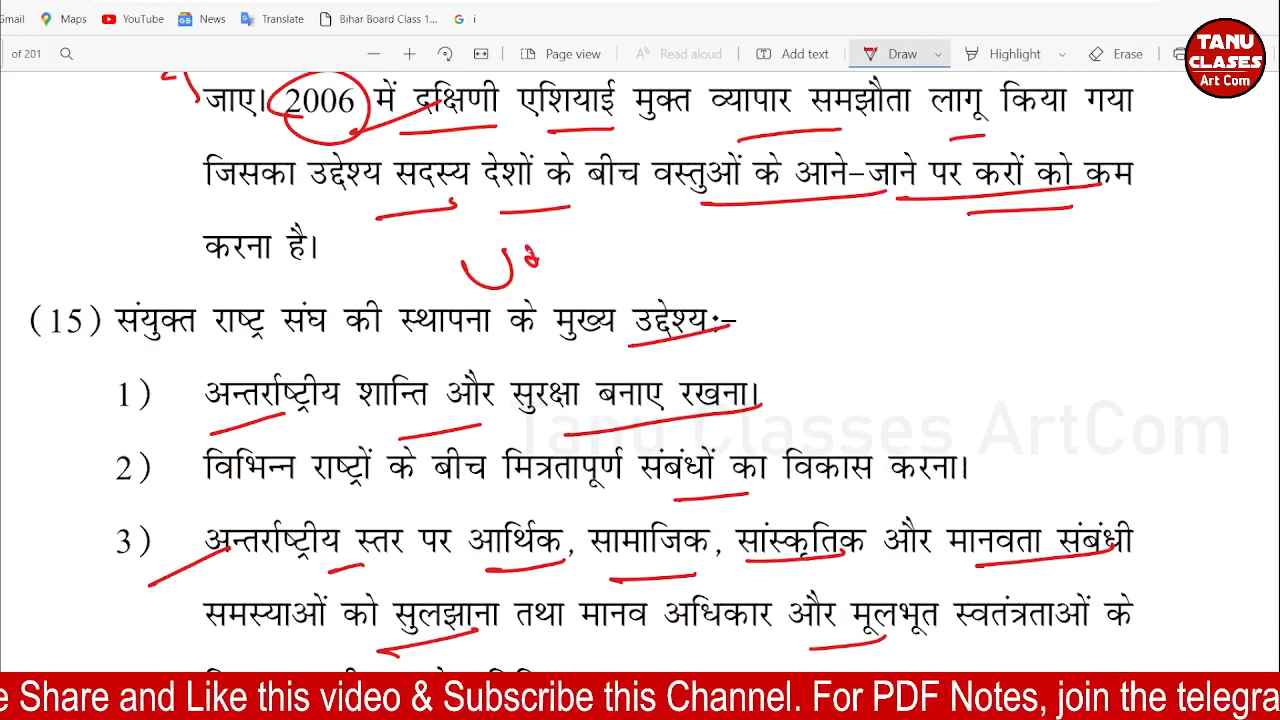 Gmail Maps YouTube News Translate Bihar Board Class 1... i
of 201 Page view Read aloud Add text Draw Highlight Erase
TANU
CLASES
Art Com
जाए। 2006 में दक्षिणी एशियाई मुक्त व्यापार समझौता लागू किया गया
जिसका उद्देश्य सदस्य देशों के बीच वस्तुओं के आने-जाने पर करों को कम
करना है।
(15) संयुक्त राष्ट्र संघ की स्थापना के मुख्य उद्देश्य:-
1) अन्तर्राष्ट्रीय शान्ति और सुरक्षा बनाए रखना।
Tanu Classes ArtCom
2) विभिन्न राष्ट्रों के बीच मित्रतापूर्ण संबंधों का विकास करना।
3) अन्तर्राष्ट्रीय स्तर पर आर्थिक, सामाजिक, सांस्कृतिक और मानवता संबंधी
समस्याओं को सुलझाना तथा मानव अधिकार और मूलभूत स्वतंत्रताओं के
e Share and Like this video & Subscribe this Channel. For PDF Notes, join the telegra